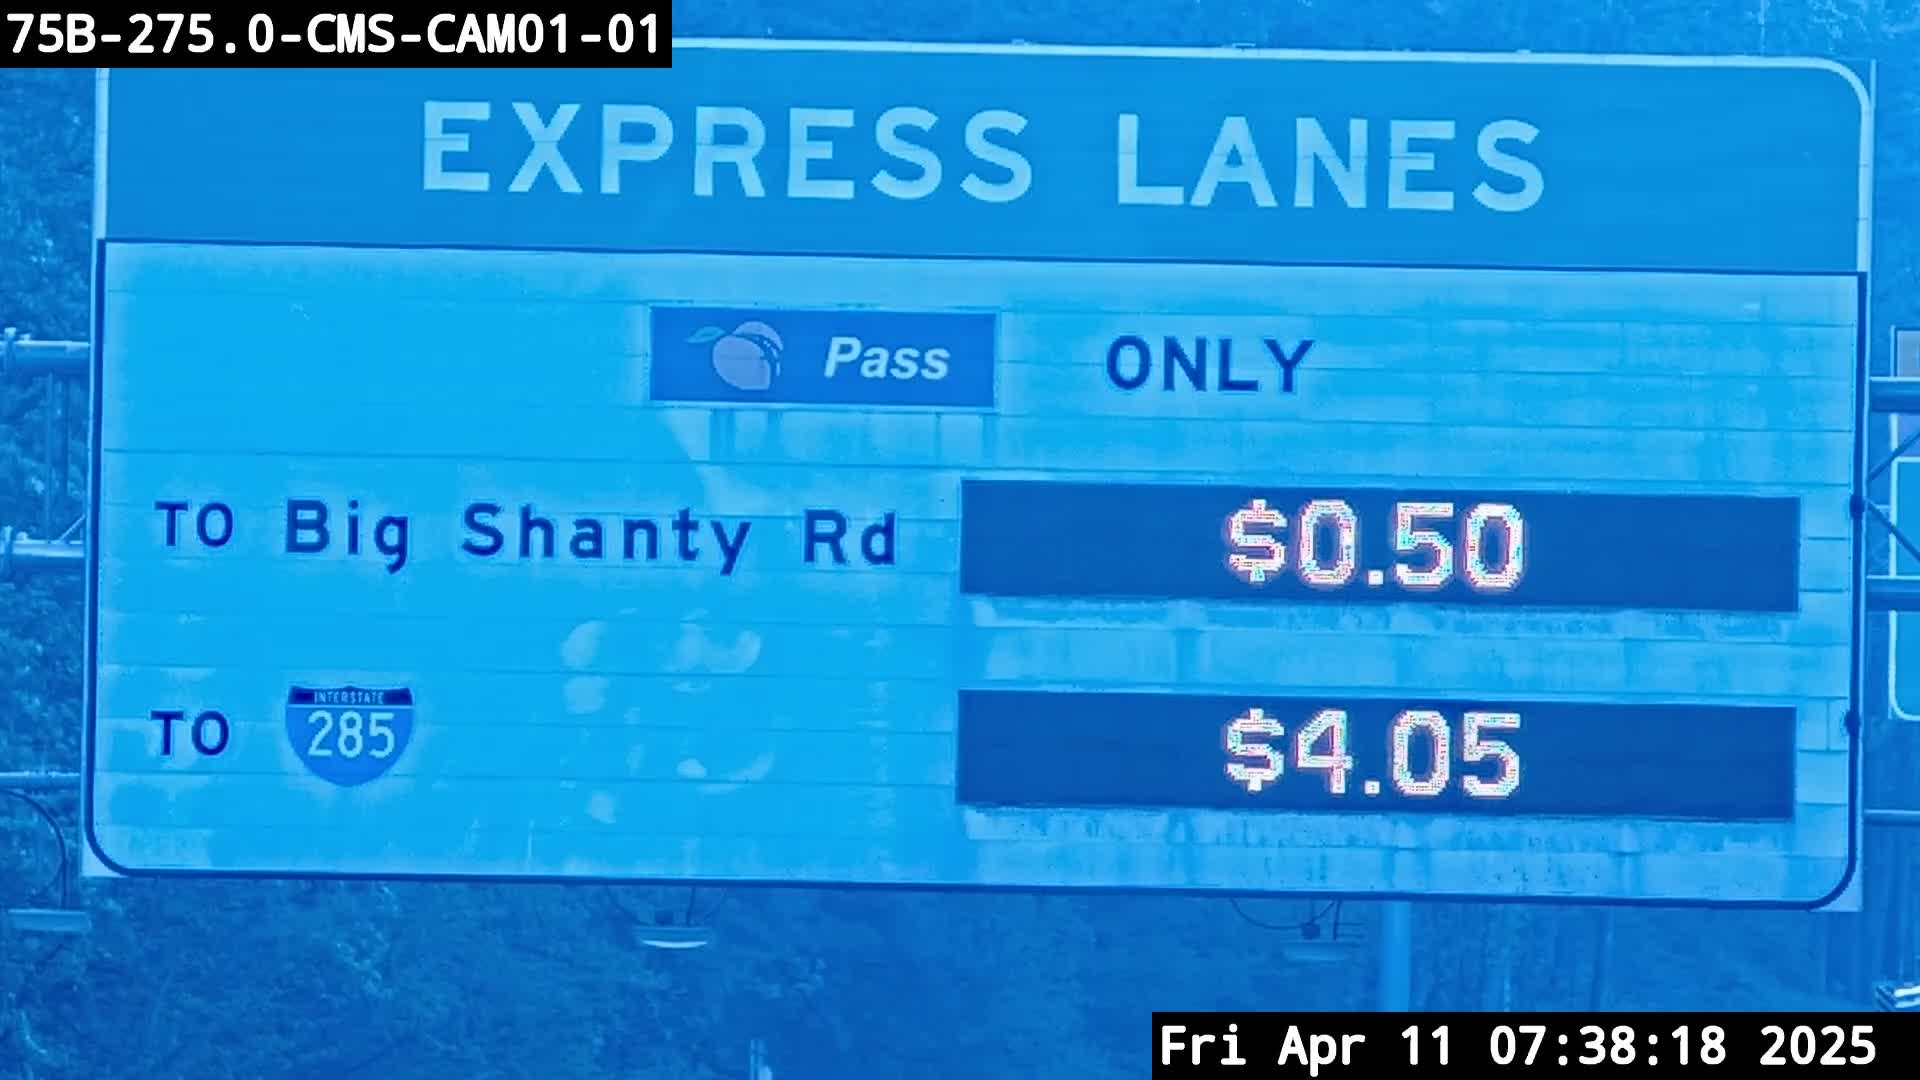 75B-275.0-CMS-CAM01-01
EXPRESS LANES
Pass ONLY
TO Big Shanty Rd $0.50
INTERSTATE
TO 285 $4.05
Fri Apr 11 07:38:18 2025